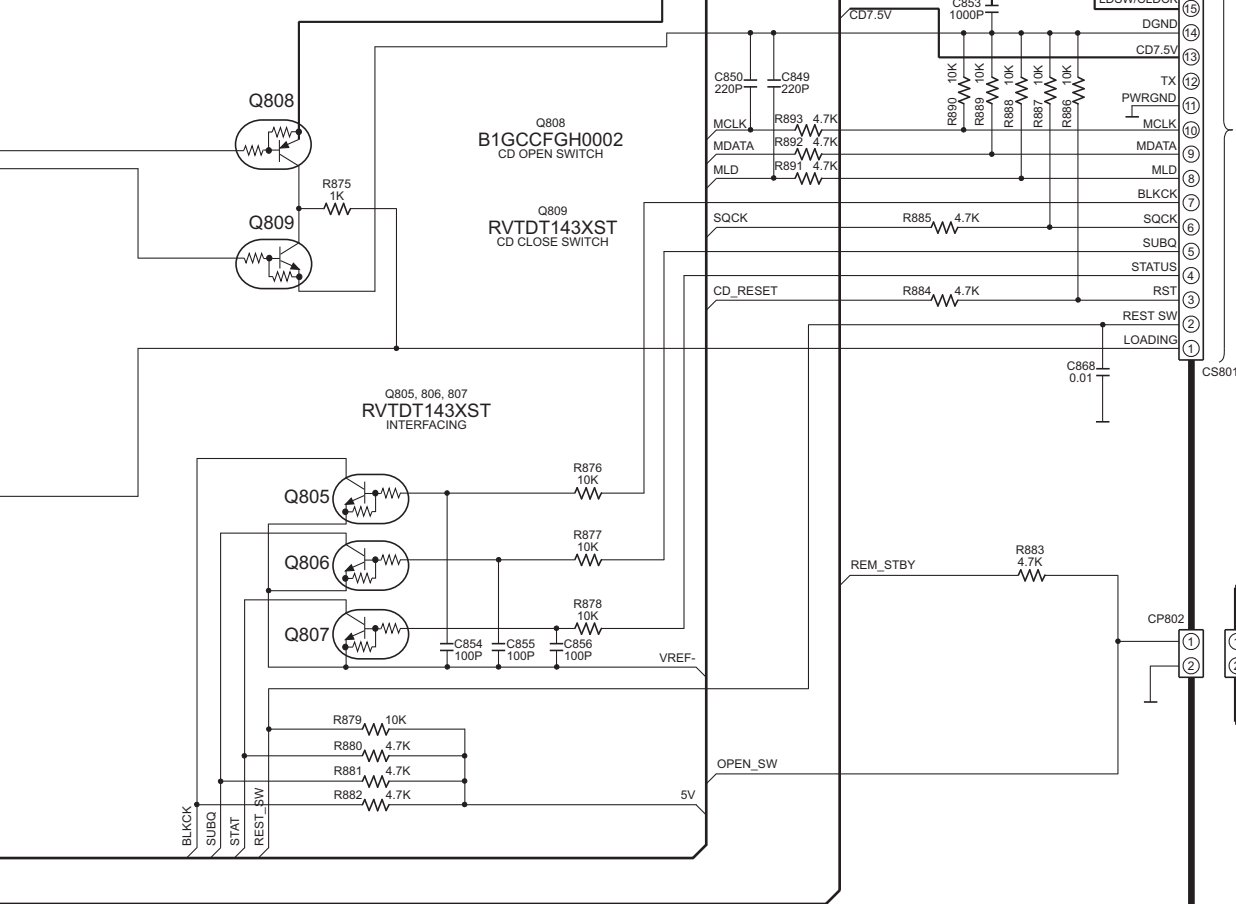 C853
1000P
LDSW/CLDCK
15
CD7.5V
DGND
14
CD7.5V
13
TX
12
PWRGND
11
MCLK
10
MDATA
9
MLD
8
BLKCK
7
SQCK
6
SUBQ
5
STATUS
4
RST
3
REST SW
2
LOADING
1
CS801
C850
220P
C849
220P
R890 10K
R889 10K
R888 10K
R887 10K
R886 10K
MCLK
R893 4.7K
MDATA
R892 4.7K
MLD
R891 4.7K
SQCK
R885 4.7K
CD_RESET
R884 4.7K
C868
0.01
Q808
Q808
B1GCCFGH0002
CD OPEN SWITCH
R875
1K
Q809
Q809
RVTDT143XST
CD CLOSE SWITCH
Q805, 806, 807
RVTDT143XST
INTERFACING
Q805
R876
10K
Q806
R877
10K
Q807
R878
10K
C854
100P
C855
100P
C856
100P
VREF-
REM_STBY
R883
4.7K
CP802
1
2
R879 10K
R880 4.7K
R881 4.7K
R882 4.7K
OPEN_SW
5V
BLKCK
SUBQ
STAT
REST_SW